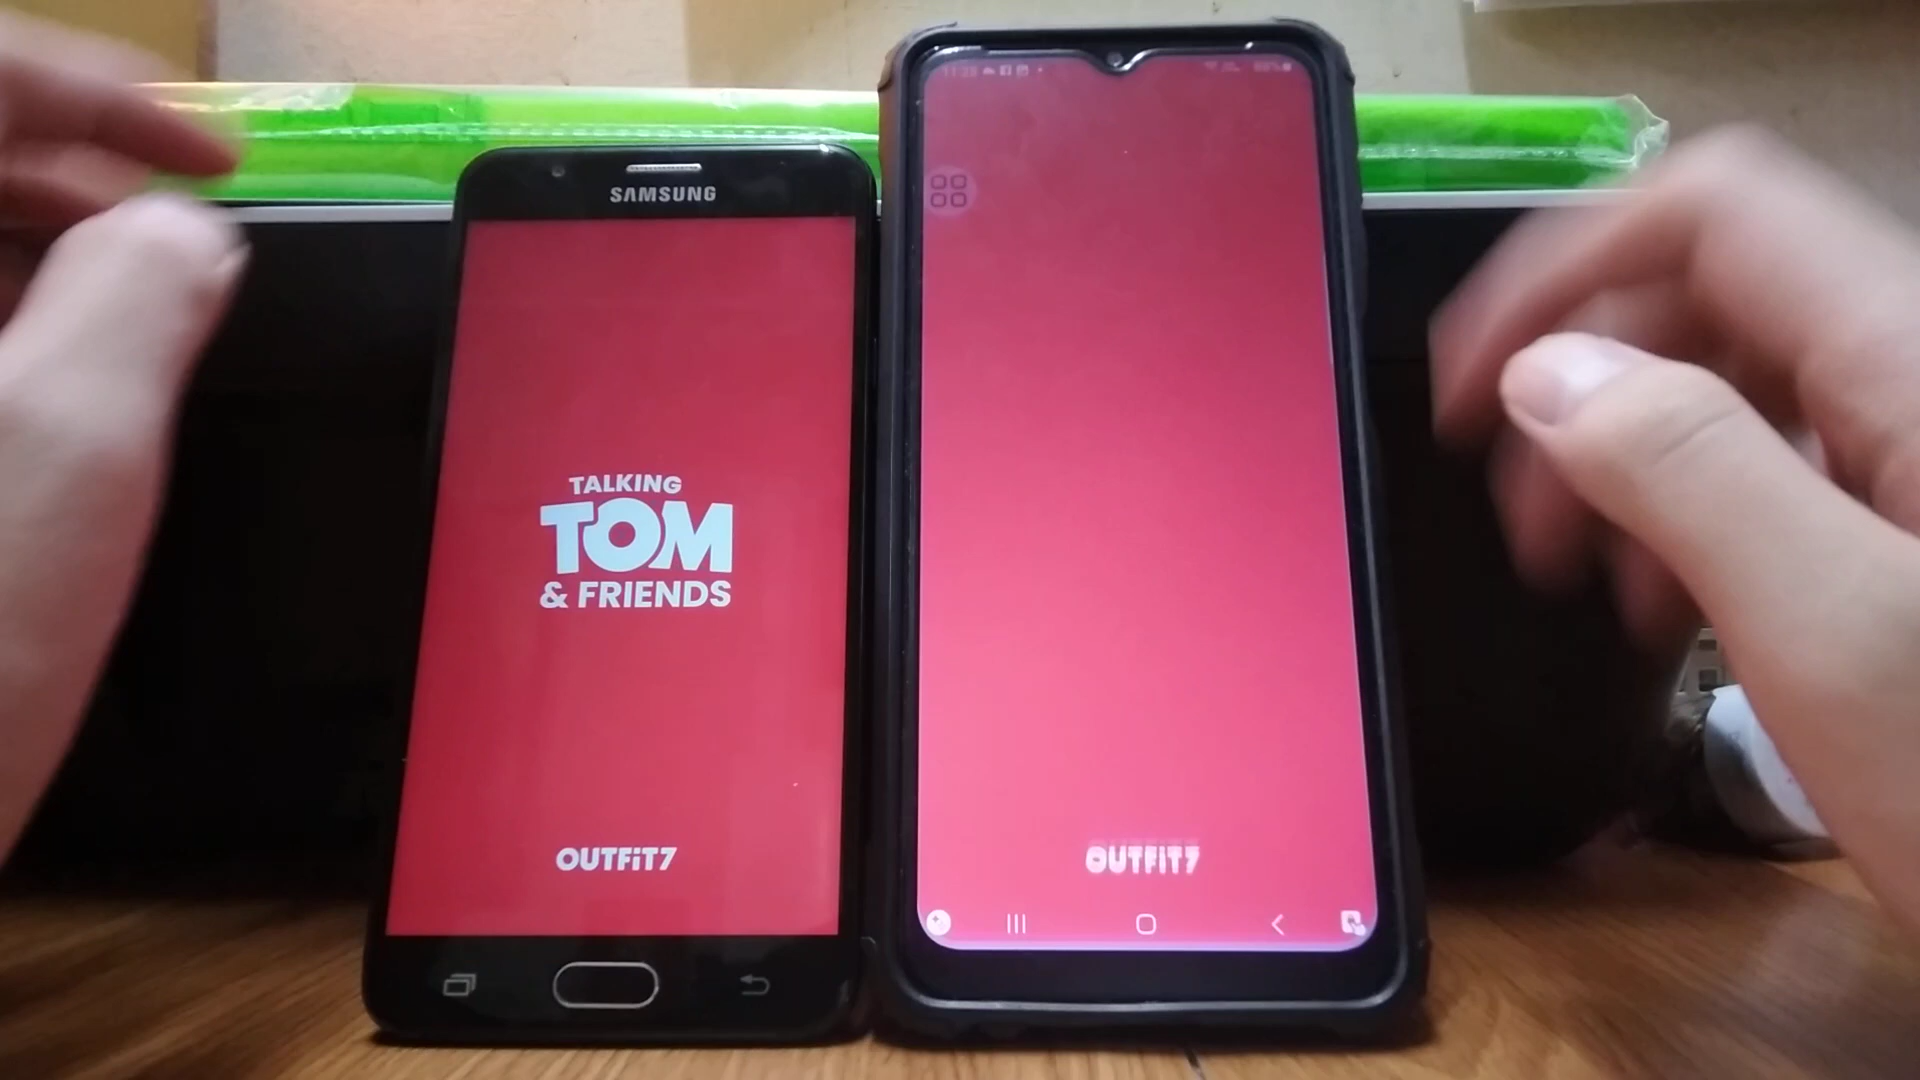 SAMSUNG
TALKING
TOM
& FRIENDS
OUTFiT7
OUTFiT7